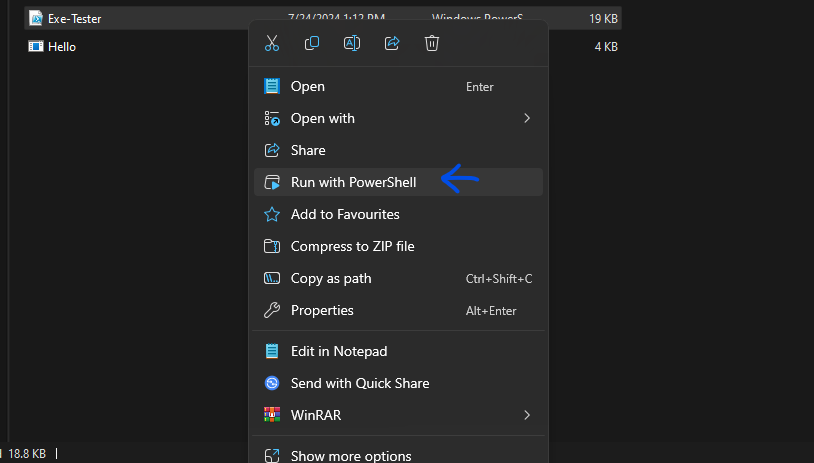 Exe-Tester 7/24/2024 1:12 PM Windows PowerS 19 KB
Hello 4 KB
Open Enter
Open with
Share
Run with PowerShell
Add to Favourites
Compress to ZIP file
Copy as path Ctrl+Shift+C
Properties Alt+Enter
Edit in Notepad
Send with Quick Share
WinRAR
Show more options
18.8 KB